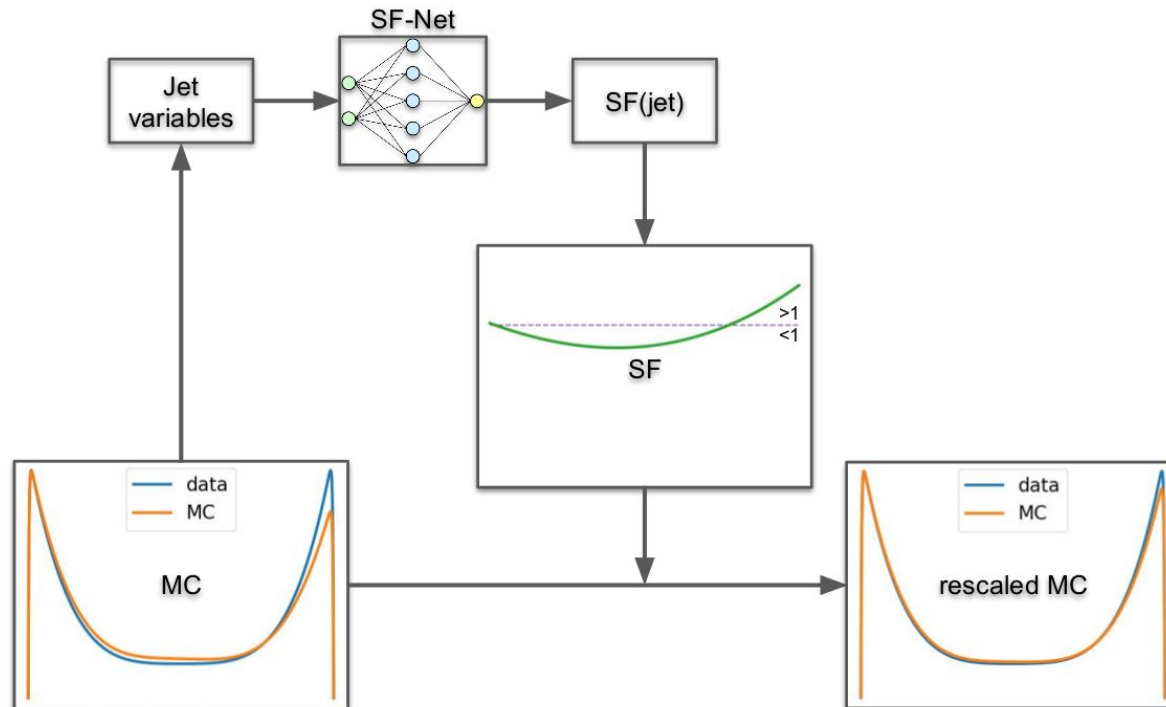 SF-Net
Jet
variables
SF(jet)
>1
<1
SF
data
MC
MC
data
MC
rescaled MC